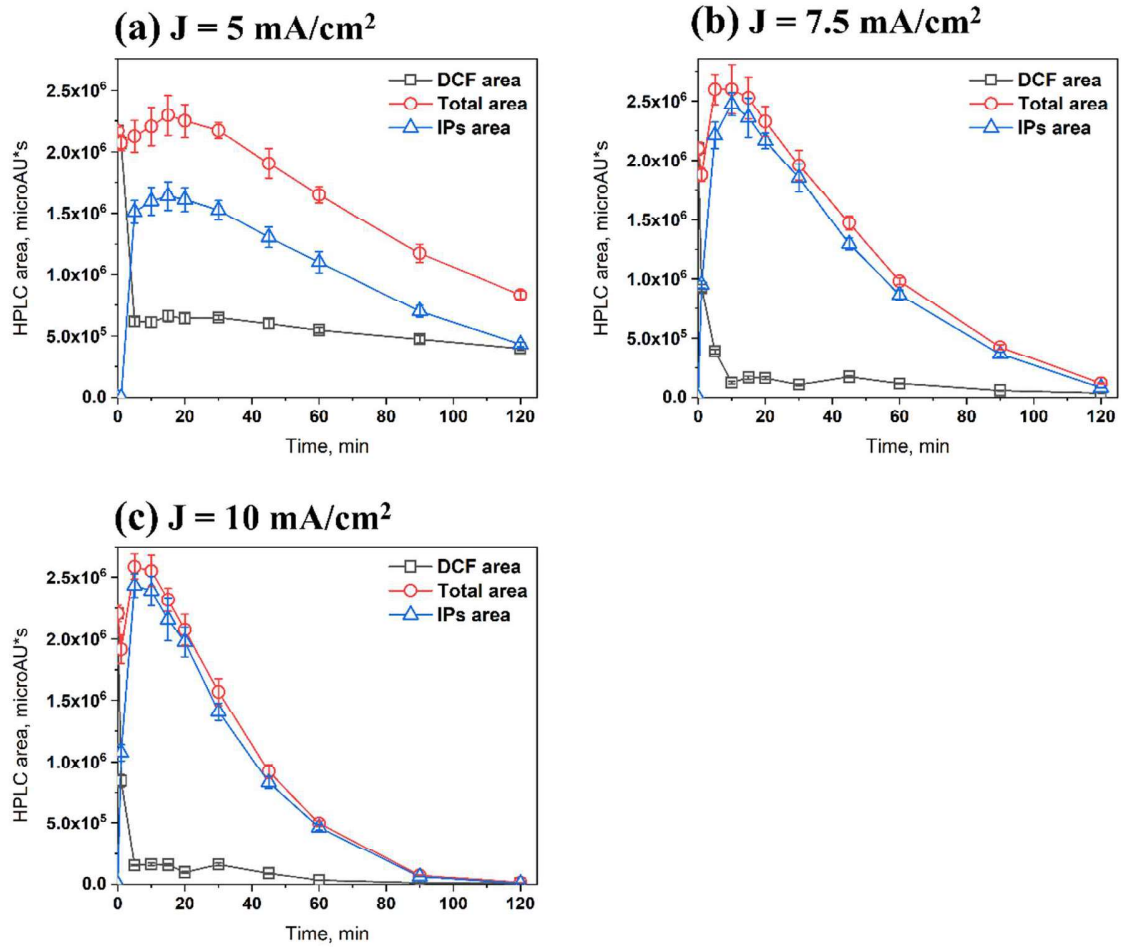 (a) J = 5 mA/cm²
HPLC area, microAU*s
2.5x10⁶
2.0x10⁶
1.5x10⁶
1.0x10⁶
5.0x10⁵
0.0
DCF area
Total area
IPs area
0 20 40 60 80 100 120
Time, min
(b) J = 7.5 mA/cm²
HPLC area, microAU*s
2.5x10⁶
2.0x10⁶
1.5x10⁶
1.0x10⁶
5.0x10⁵
0.0
DCF area
Total area
IPs area
0 20 40 60 80 100 120
Time, min
(c) J = 10 mA/cm²
HPLC area, microAU*s
2.5x10⁶
2.0x10⁶
1.5x10⁶
1.0x10⁶
5.0x10⁵
0.0
DCF area
Total area
IPs area
0 20 40 60 80 100 120
Time, min